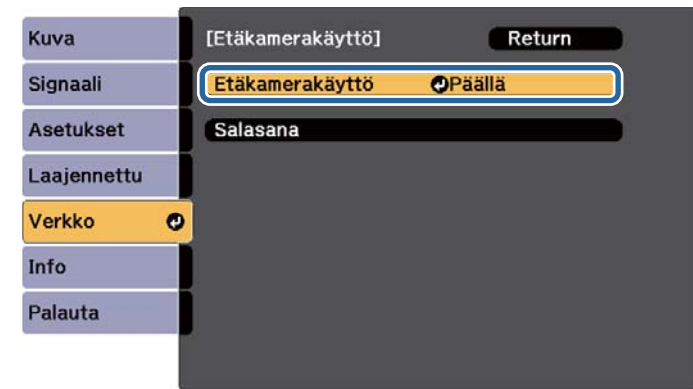 Kuva
Signaali
Asetukset
Laajennettu
Verkko
Info
Palauta
[Etäkamerakäyttö] Return
Etäkamerakäyttö Päällä
Salasana